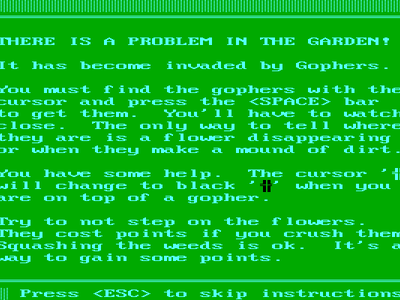 THERE IS A PROBLEM IN THE GARDEN!
It has become invaded by Gophers.
You must find the gophers with the
cursor and press the <SPACE> bar
to get them.  You'll have to watch
close.  The only way to tell where
they are is a flower disappearing
or when they make a mound of dirt.
You have some help.  The cursor '╬
will change to black '╬' when you
are on top of a gopher.
Try to not step on the flowers.
They cost points if you crush them
Squashing the weeds is ok.  It's a
way to gain some points.
Press <ESC> to skip instructions